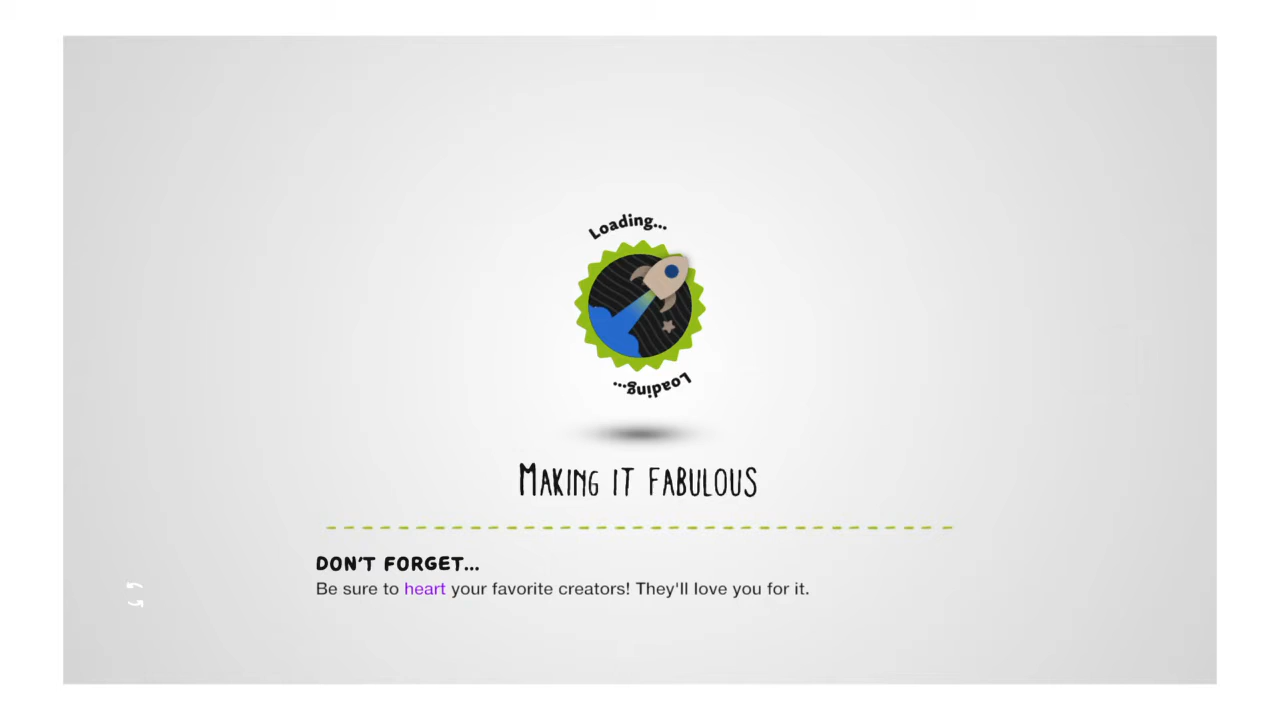 Loading...
Loading...
MAKING IT FABULOUS
DON'T FORGET...
Be sure to heart your favorite creators! They'll love you for it.